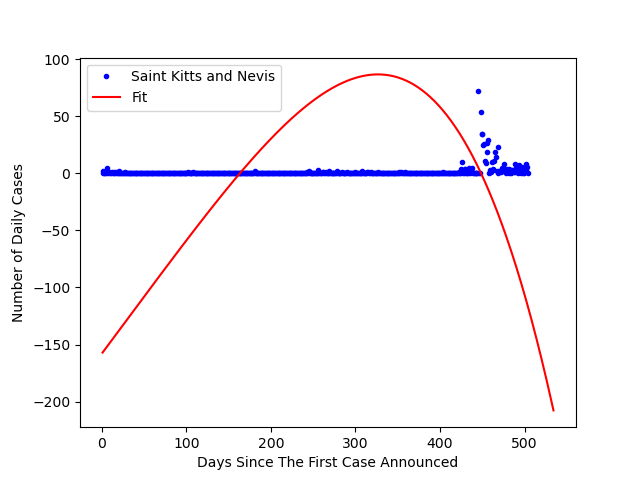 Saint Kitts and Nevis
Fit
100
50
0
−50
−100
−150
−200
Number of Daily Cases
0 100 200 300 400 500
Days Since The First Case Announced